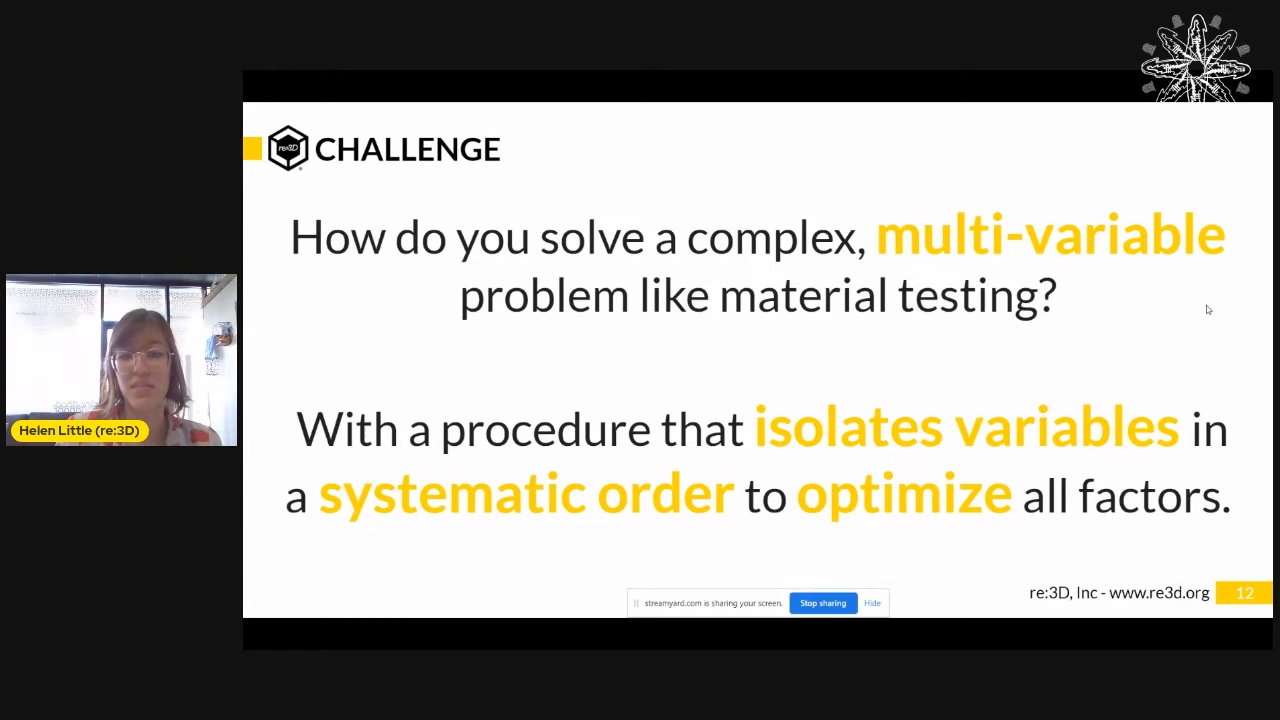 re:3D
CHALLENGE
How do you solve a complex, multi-variable
problem like material testing?
With a procedure that isolates variables in
a systematic order to optimize all factors.
Helen Little (re:3D)
streamyard.com is sharing your screen.
Stop sharing
Hide
re:3D, Inc - www.re3d.org
12